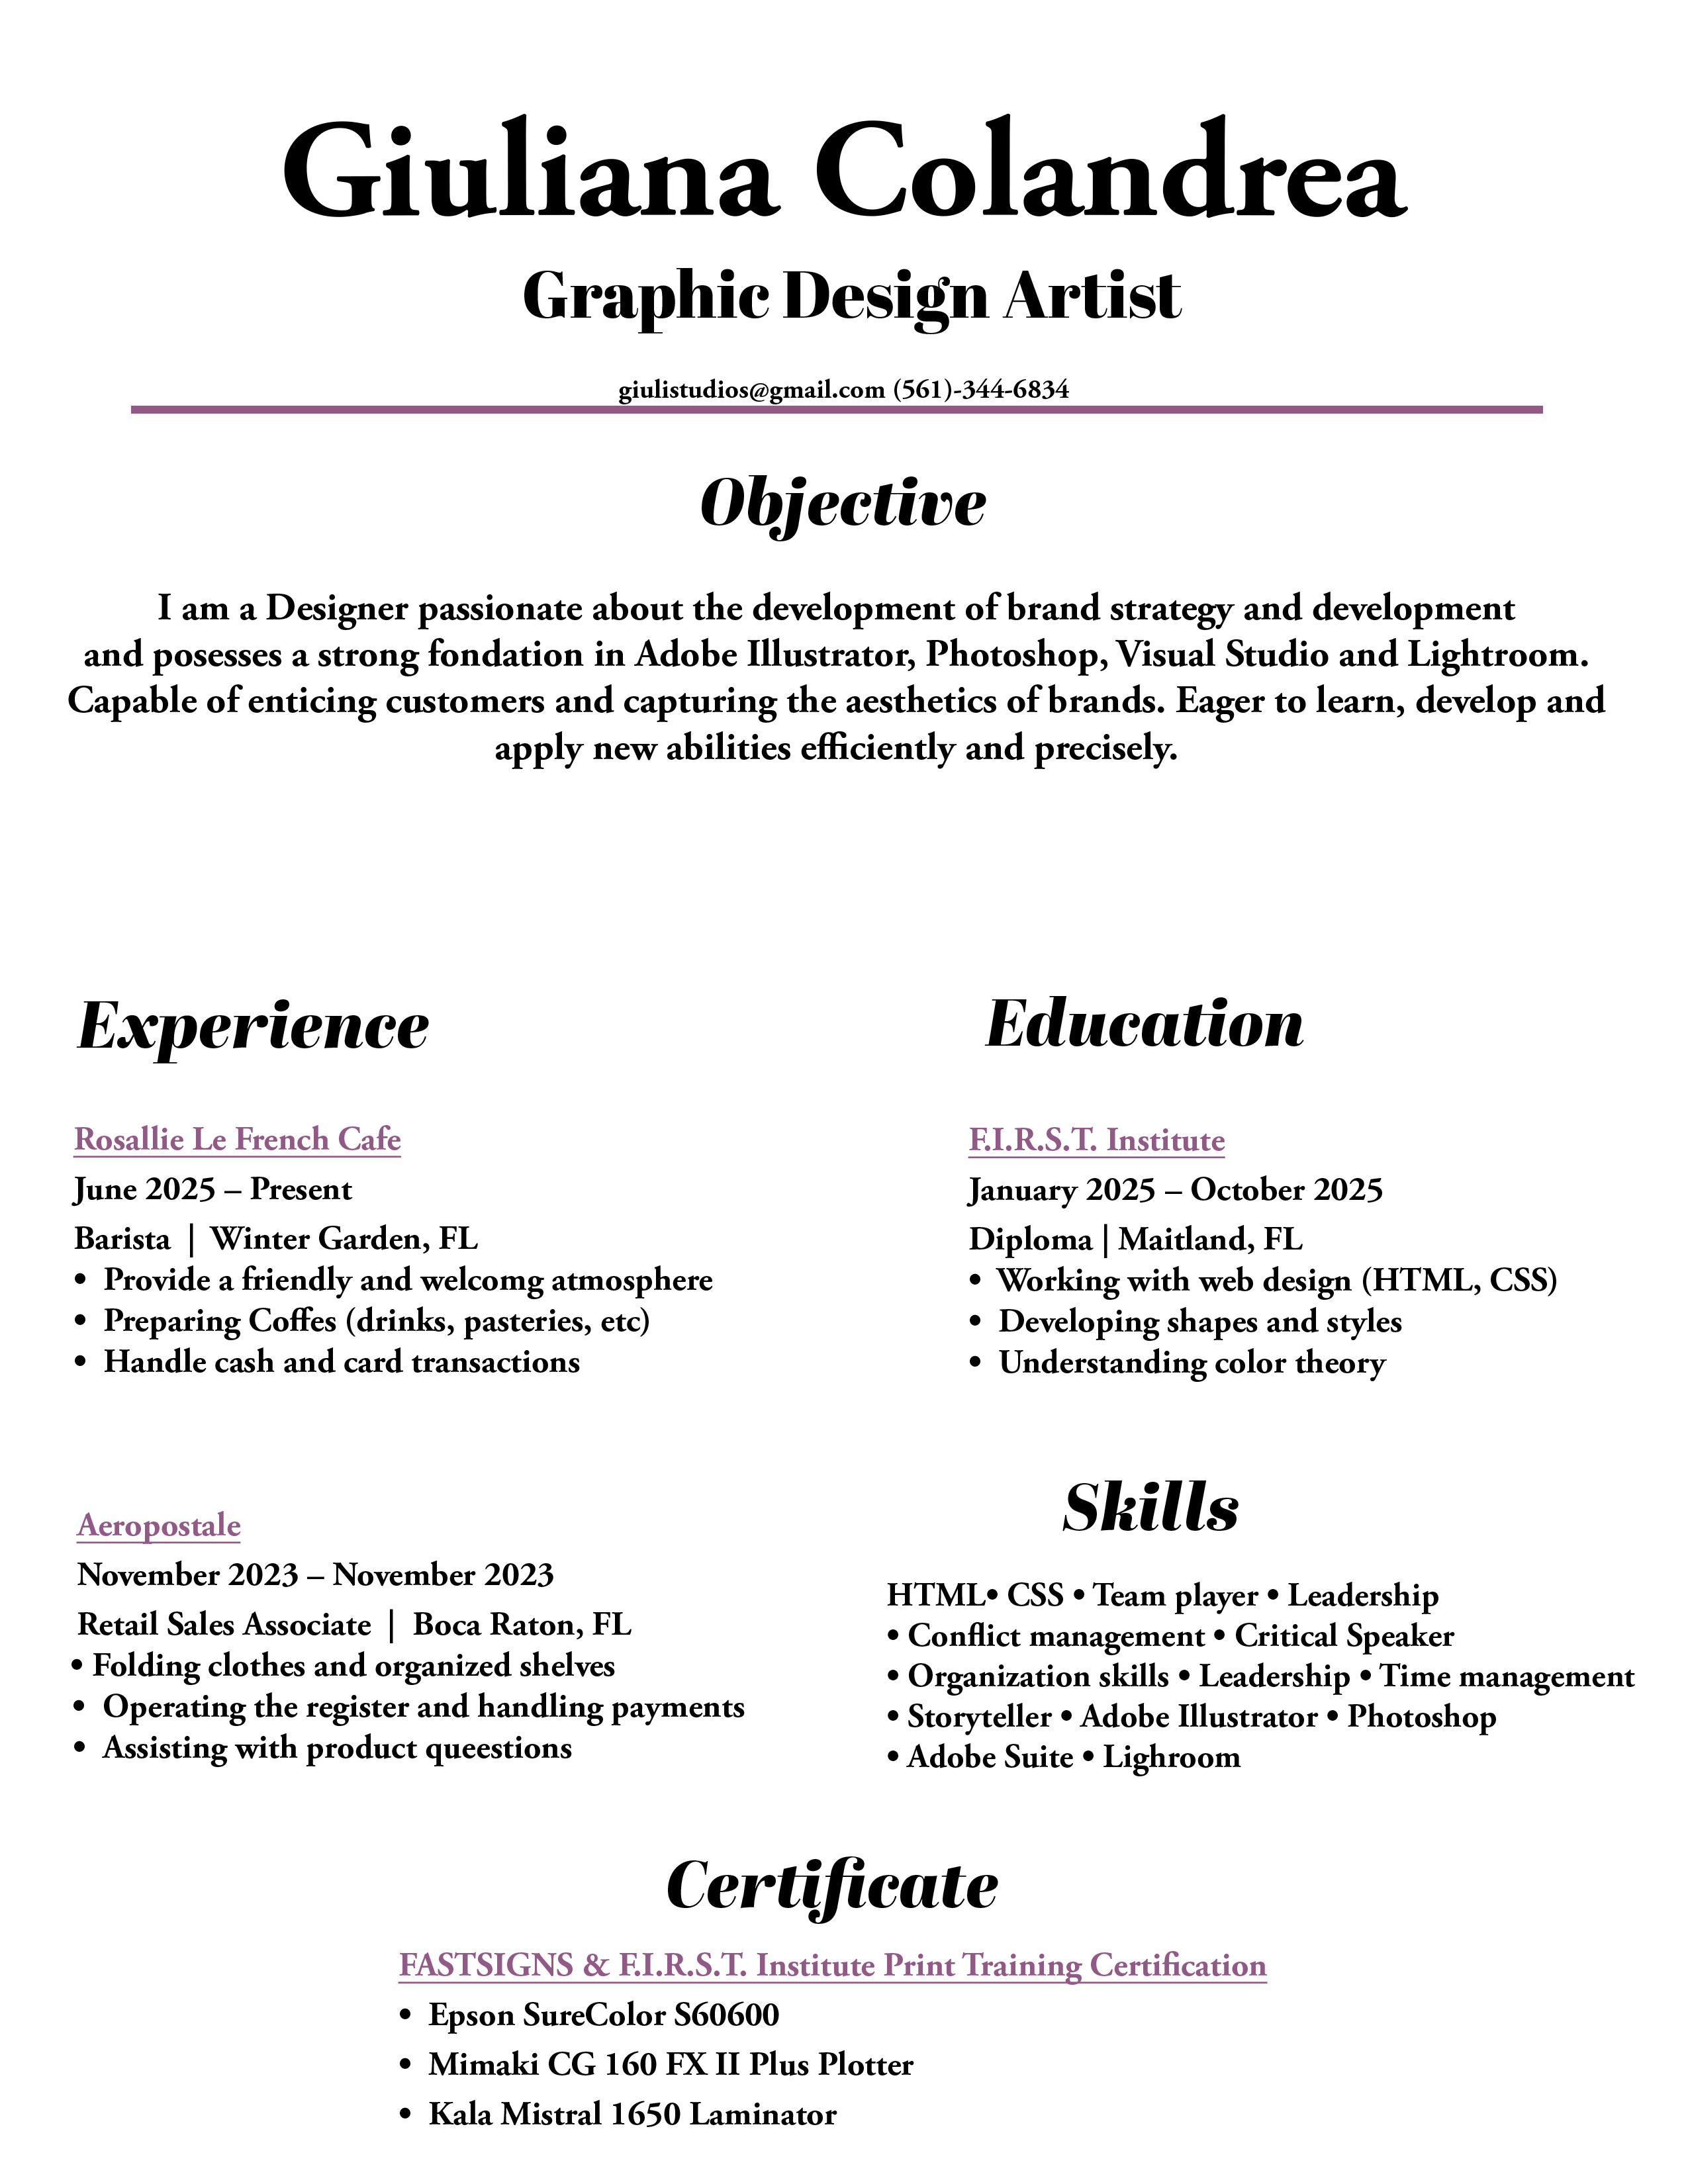 Giuliana Colandrea
Graphic Design Artist
giulistudios@gmail.com (561)-344-6834
Objective
I am a Designer passionate about the development of brand strategy and development
and posesses a strong fondation in Adobe Illustrator, Photoshop, Visual Studio and Lightroom.
Capable of enticing customers and capturing the aesthetics of brands. Eager to learn, develop and
apply new abilities efficiently and precisely.
Experience
Rosallie Le French Cafe
June 2025 – Present
Barista | Winter Garden, FL
• Provide a friendly and welcomg atmosphere
• Preparing Coffes (drinks, pasteries, etc)
• Handle cash and card transactions
Aeropostale
November 2023 – November 2023
Retail Sales Associate | Boca Raton, FL
• Folding clothes and organized shelves
• Operating the register and handling payments
• Assisting with product queestions
Education
F.I.R.S.T. Institute
January 2025 – October 2025
Diploma | Maitland, FL
• Working with web design (HTML, CSS)
• Developing shapes and styles
• Understanding color theory
Skills
HTML• CSS • Team player • Leadership
• Conflict management • Critical Speaker
• Organization skills • Leadership • Time management
• Storyteller • Adobe Illustrator • Photoshop
• Adobe Suite • Lighroom
Certificate
FASTSIGNS & F.I.R.S.T. Institute Print Training Certification
• Epson SureColor S60600
• Mimaki CG 160 FX II Plus Plotter
• Kala Mistral 1650 Laminator